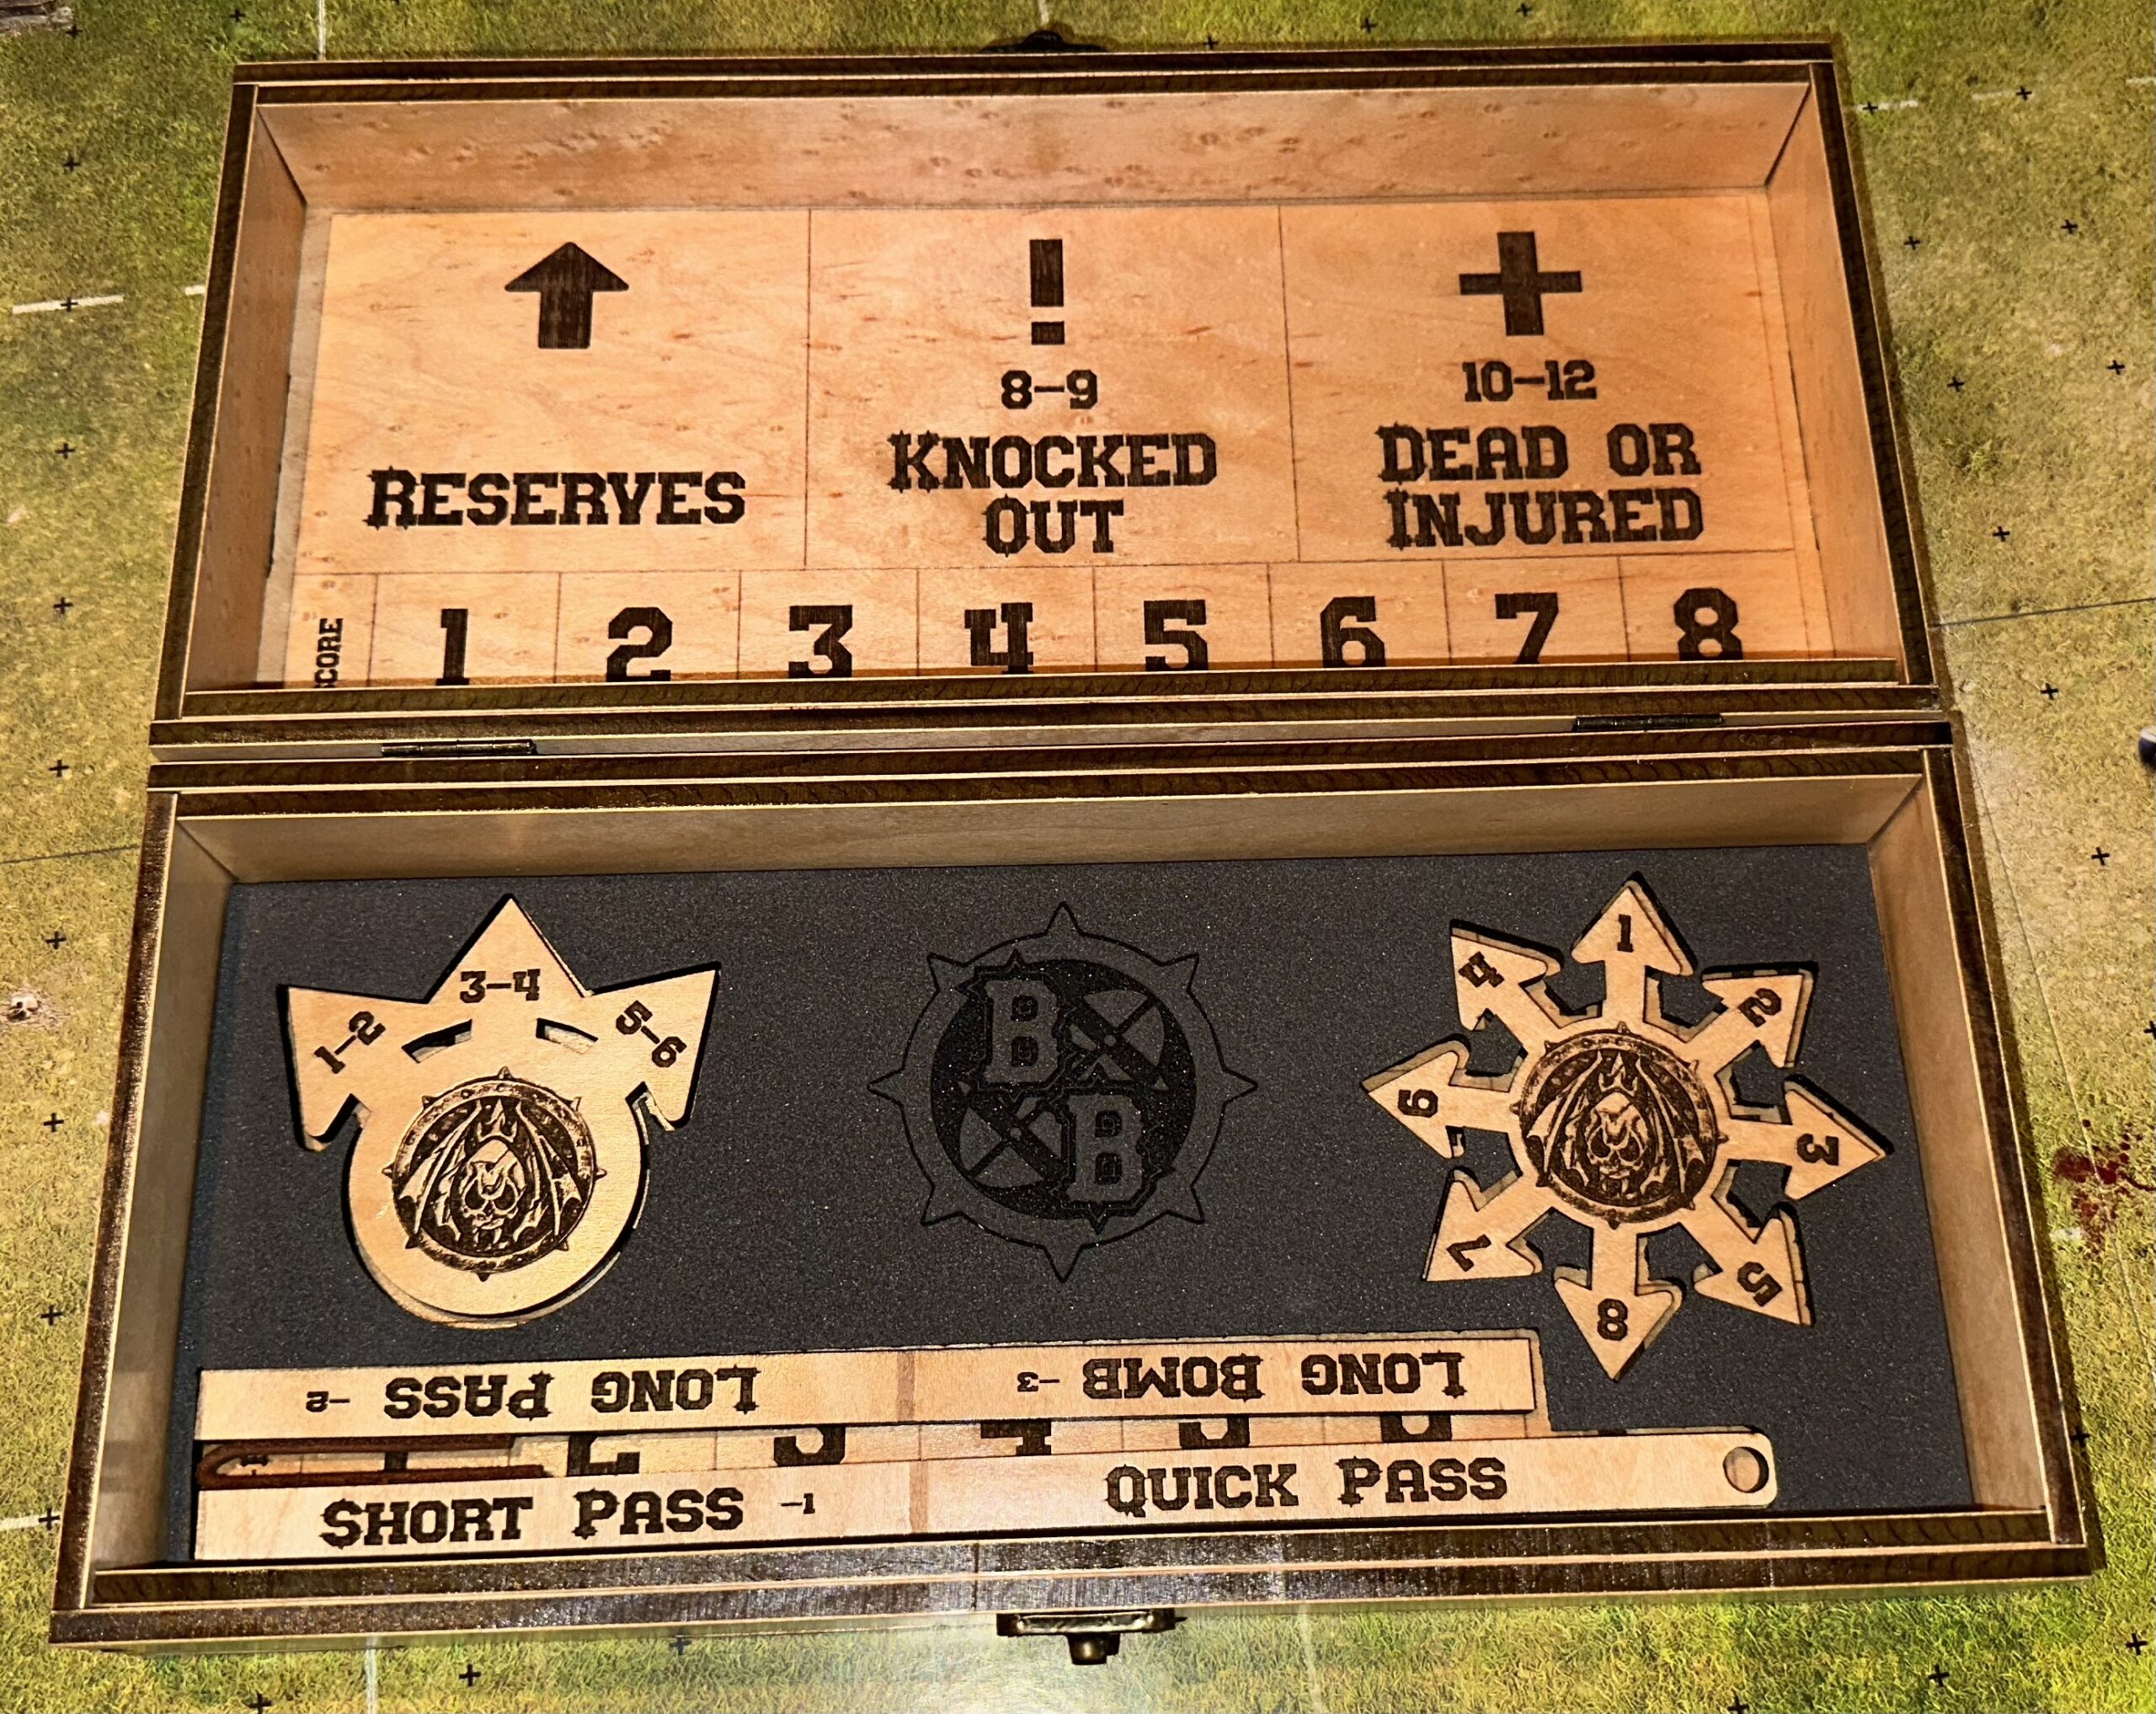 RESERVES
8-9
KNOCKED
OUT
10-12
DEAD OR
INJURED
SCORE 1 2 3 4 5 6 7 8
1-2 3-4 5-6
B
B
1
2
3
5
8
7
6
4
LONG PASS -2
LONG BOMB -3
SHORT PASS -1
QUICK PASS